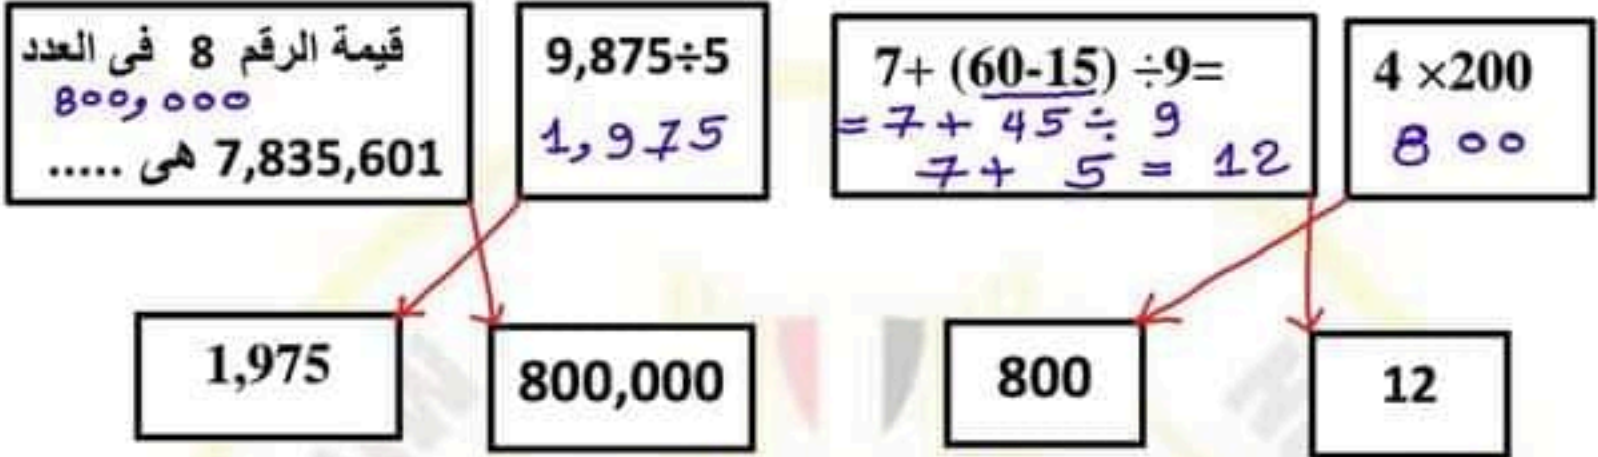 قيمة الرقم 8 فى العدد
800,000
7,835,601 هى .....
9,875÷5
1,975
7+ (60-15) ÷9=
= 7 + 45 ÷ 9
7 + 5 = 12
4 ×200
800
1,975
800,000
800
12